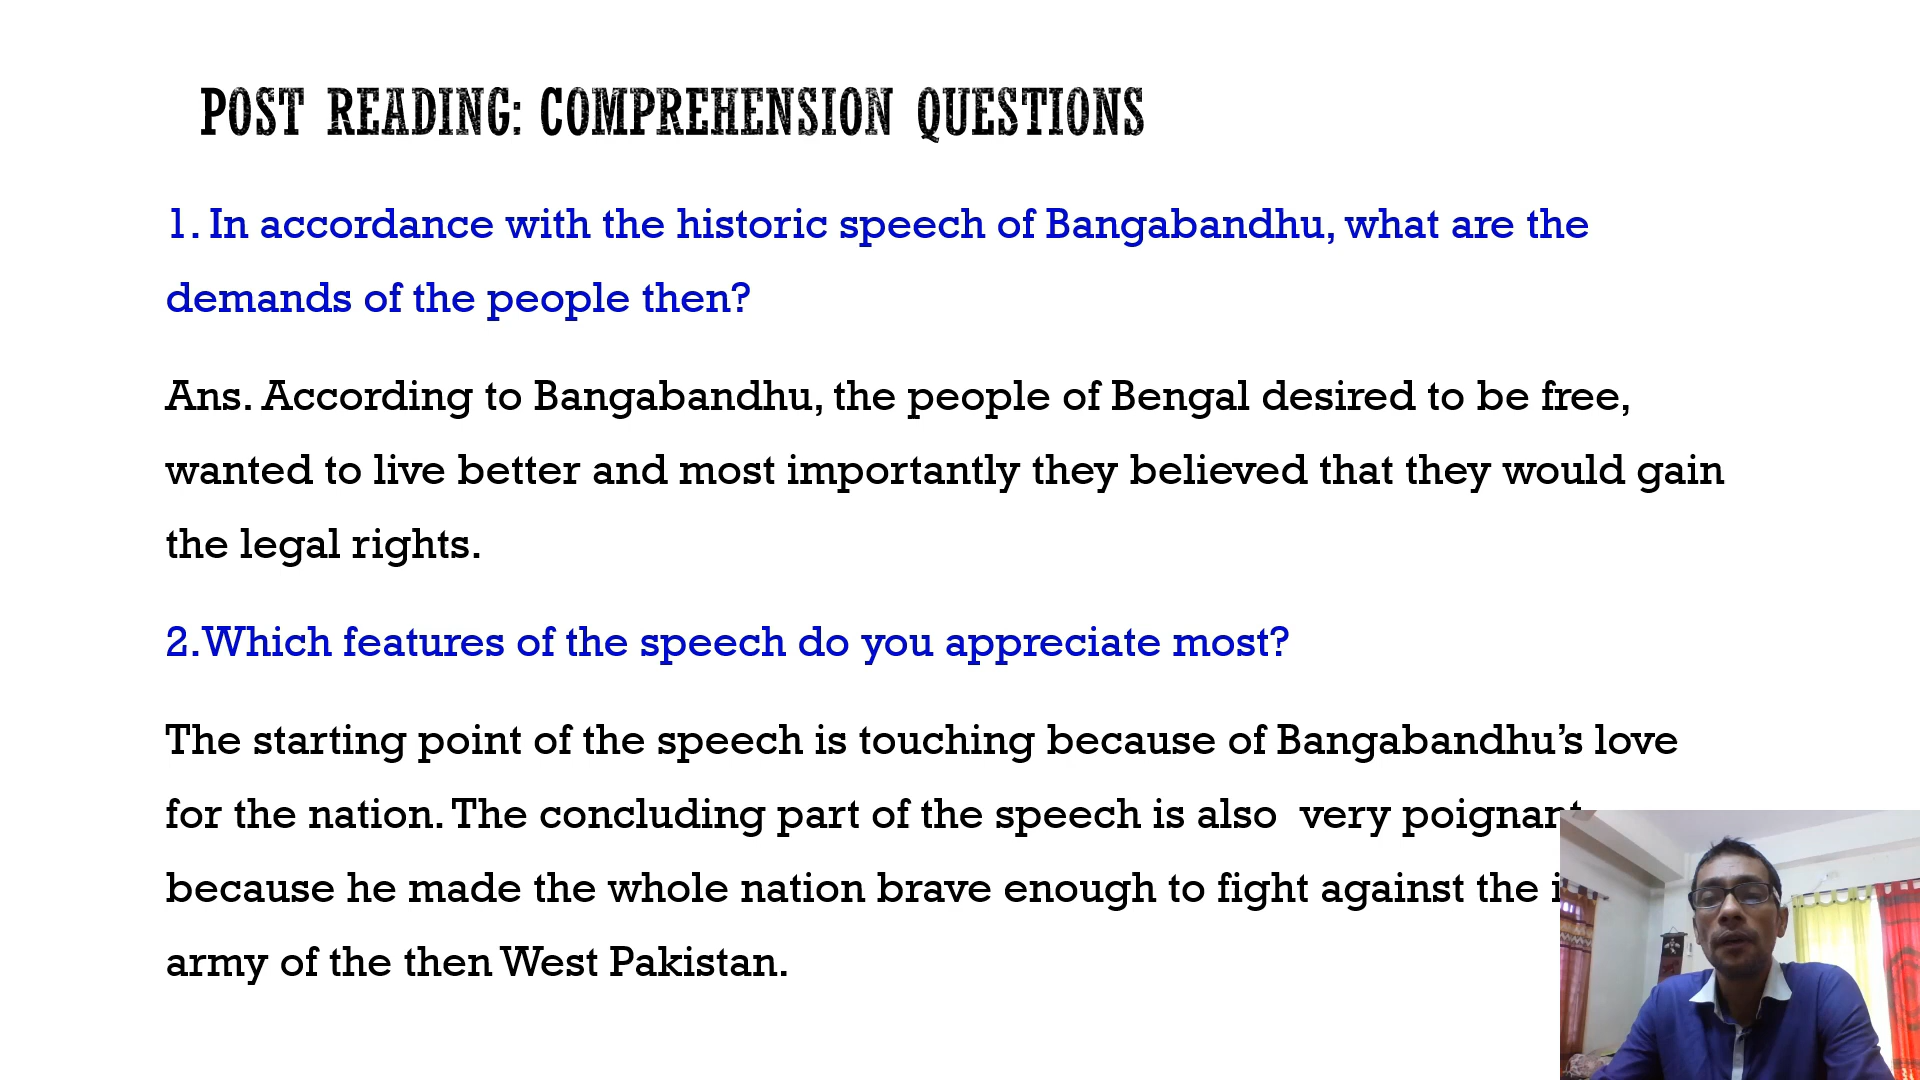 POST READING: COMPREHENSION QUESTIONS
1. In accordance with the historic speech of Bangabandhu, what are the
demands of the people then?
Ans. According to Bangabandhu, the people of Bengal desired to be free,
wanted to live better and most importantly they believed that they would gain
the legal rights.
2.Which features of the speech do you appreciate most?
The starting point of the speech is touching because of Bangabandhu’s love
for the nation. The concluding part of the speech is also  very poignant
because he made the whole nation brave enough to fight against the
army of the then West Pakistan.